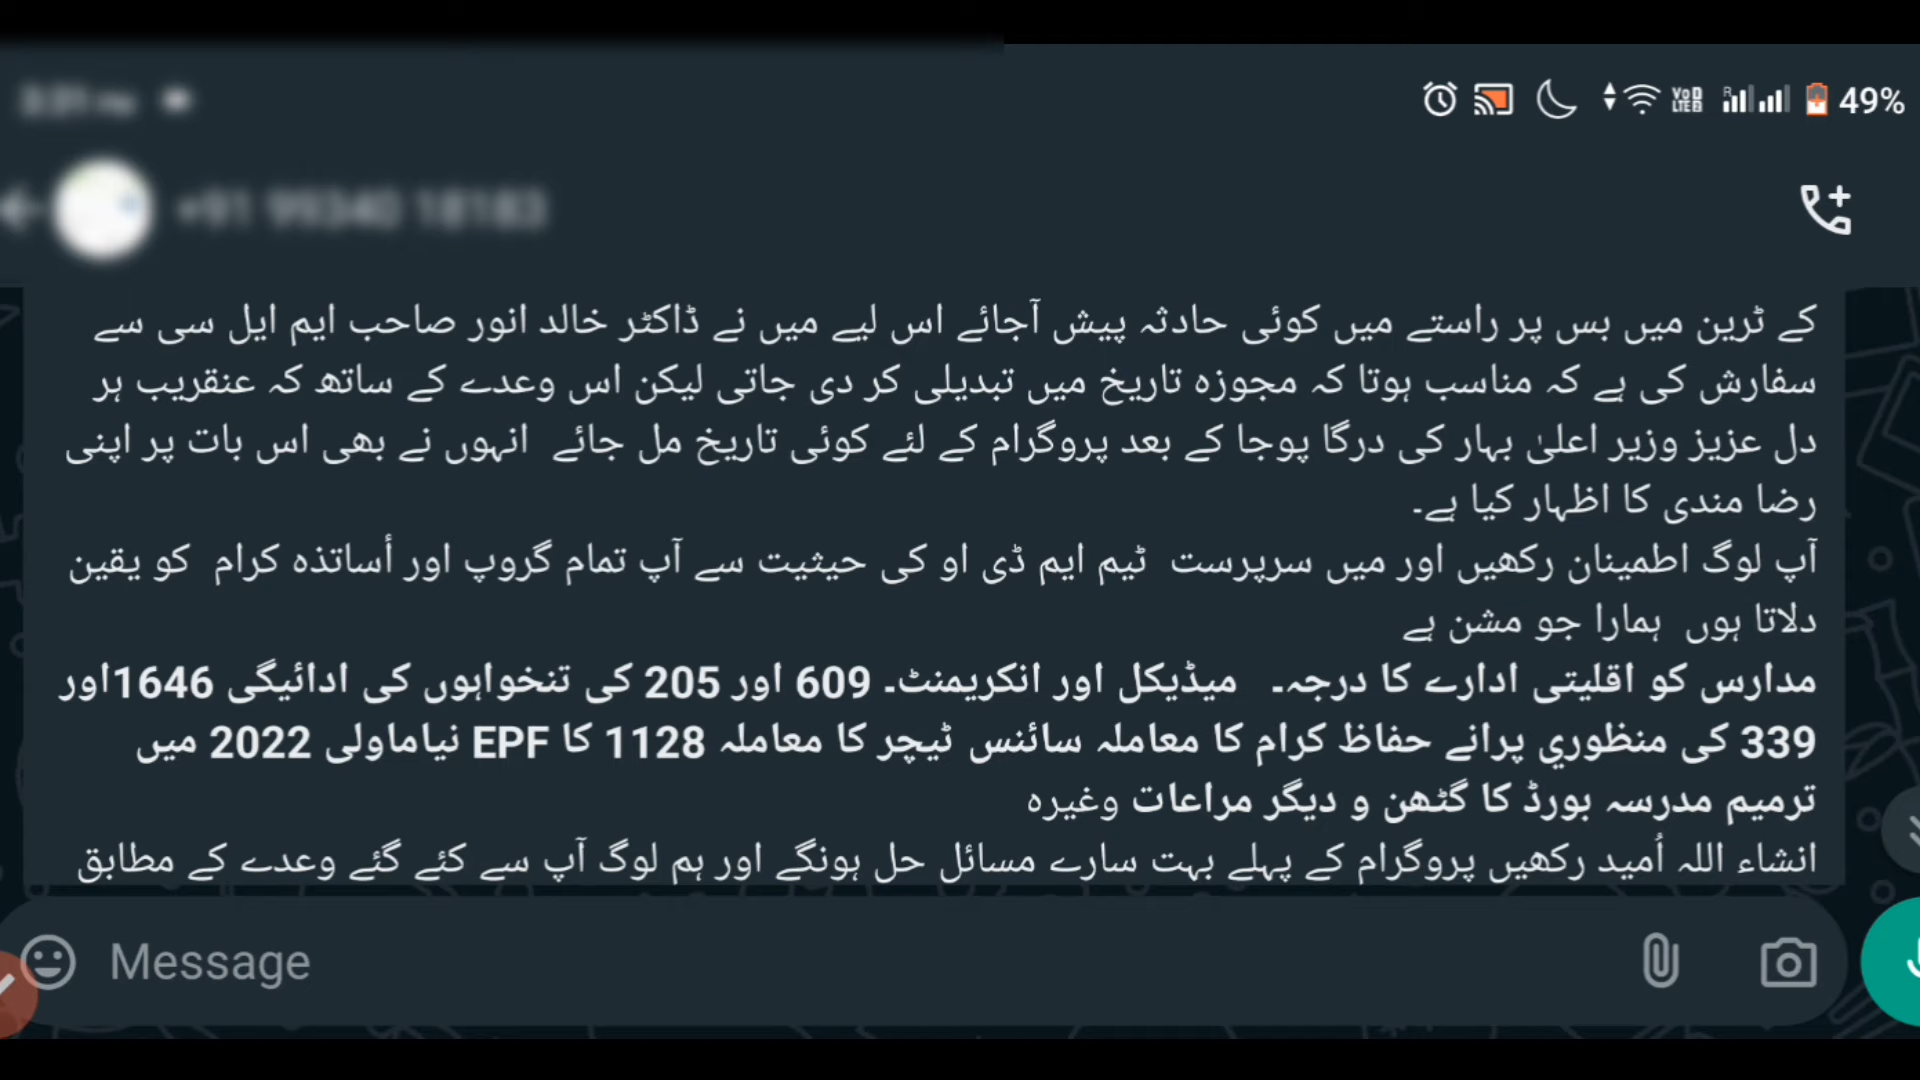 49%
کے ٹرین میں بس پر راستے میں کوئی حادثہ پیش آجائے اس لیے میں نے ڈاکٹر خالد انور صاحب ایم ایل سی سے
سفارش کی ہے کہ مناسب ہوتا کہ مجوزہ تاریخ میں تبدیلی کر دی جاتی لیکن اس وعدے کے ساتھ کہ عنقریب ہر
دل عزیز وزیر اعلیٰ بہار کی درگا پوجا کے بعد پروگرام کے لئے کوئی تاریخ مل جائے انہوں نے بھی اس بات پر اپنی
رضا مندی کا اظہار کیا ہے۔
آپ لوگ اطمینان رکھیں اور میں سرپرست ٹیم ایم ڈی او کی حیثیت سے آپ تمام گروپ اور أساتذہ کرام کو یقین
دلاتا ہوں ہمارا جو مشن ہے
مدارس کو اقلیتی ادارے کا درجہ۔ میڈیکل اور انکریمنٹ۔ 609 اور 205 کی تنخواہوں کی ادائیگی 1646اور
339 کی منظوري پرانے حفاظ کرام کا معاملہ سائنس ٹیچر کا معاملہ 1128 کا EPF نیاماولی 2022 میں
ترمیم مدرسہ بورڈ کا گٹھن و دیگر مراعات وغیرہ
انشاء اللہ اُمید رکھیں پروگرام کے پہلے بہت سارے مسائل حل ہونگے اور ہم لوگ آپ سے کئے گئے وعدے کے مطابق
Message